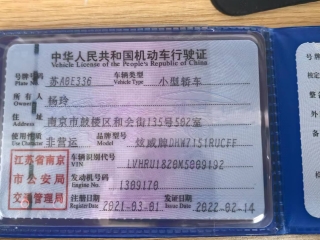 中华人民共和国机动车行驶证
Vehicle License of the People's Republic of China
号牌号码 苏A0E336 车辆类型 小型轿车
Plate No. Vehicle Type
所有人 杨玲
Owner
住址 南京市鼓楼区和会街135号502室
Address
使用性质 非营运 品牌型号 炫威牌DHW7151RUCFF
Use Character Model
江苏省南京
市公安局
交通管理局
车辆识别代号 LVHRU1820M5009192
VIN
发动机号码 1309170
Engine No.
注册日期 2021-03-01 发证日期 2022-02-14
Register Date Issue Date
号牌
核定
整